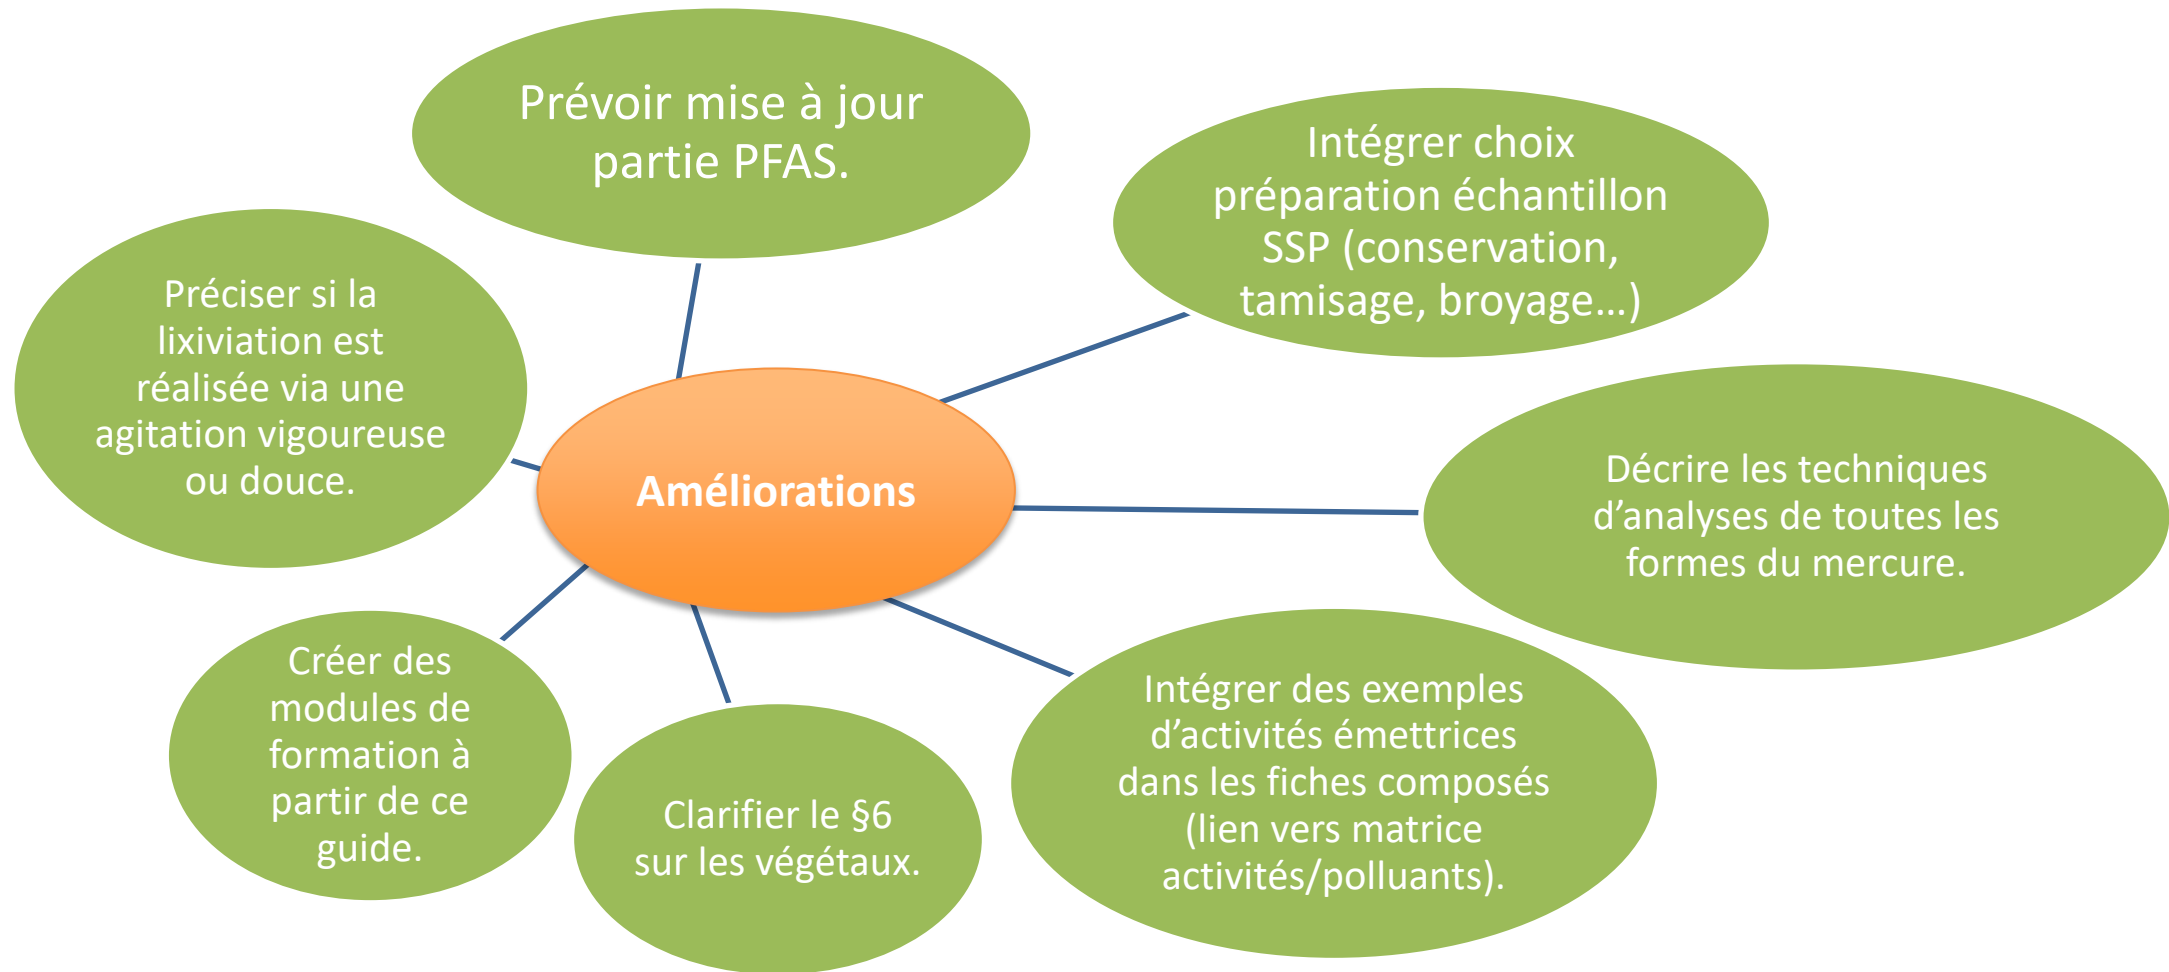 Prévoir mise à jour
partie PFAS.
Intégrer choix
préparation échantillon
SSP (conservation,
tamisage, broyage…)
Préciser si la
lixiviation est
réalisée via une
agitation vigoureuse
ou douce.
Améliorations
Décrire les techniques
d’analyses de toutes les
formes du mercure.
Créer des
modules de
formation à
partir de ce
guide.
Clarifier le §6
sur les végétaux.
Intégrer des exemples
d’activités émettrices
dans les fiches composés
(lien vers matrice
activités/polluants).